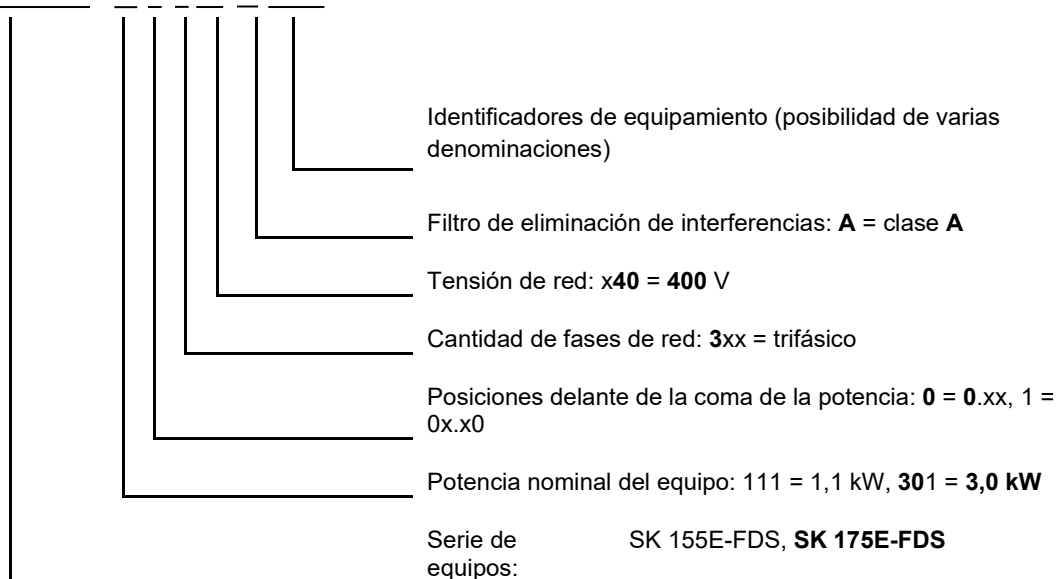 Identificadores de equipamiento (posibilidad de varias
denominaciones)
Filtro de eliminación de interferencias: A = clase A
Tensión de red: x40 = 400 V
Cantidad de fases de red: 3xx = trifásico
Posiciones delante de la coma de la potencia: 0 = 0.xx, 1 =
0x.x0
Potencia nominal del equipo: 111 = 1,1 kW, 301 = 3,0 kW
Serie de SK 155E-FDS, SK 175E-FDS
equipos: